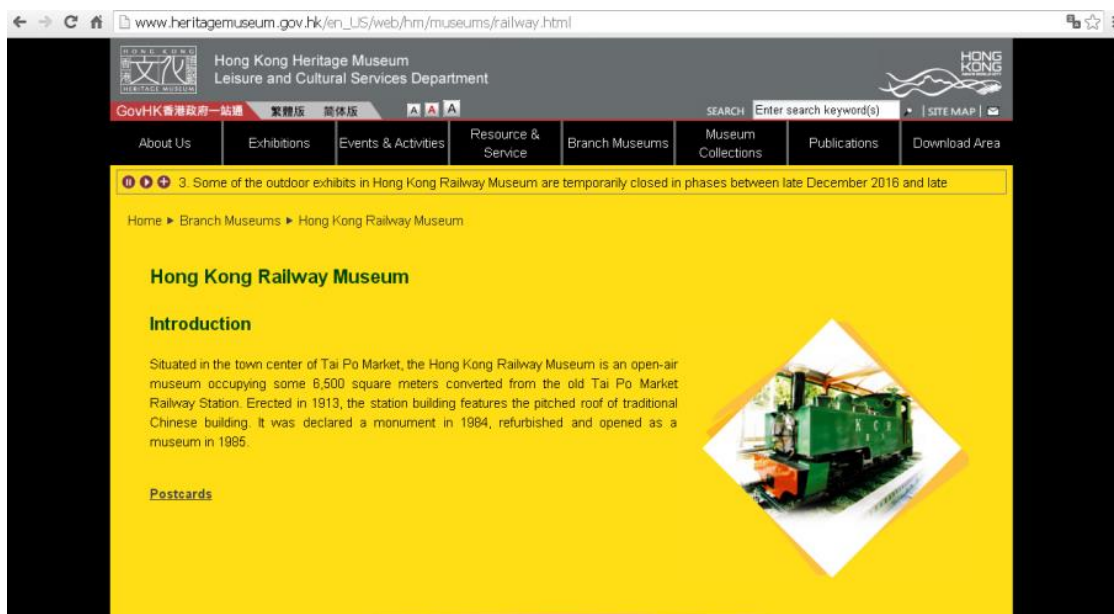 www.heritagemuseum.gov.hk/en_US/web/hm/museums/railway.html
HONG KONG
文化
HERITAGE MUSEUM
Hong Kong Heritage Museum
Leisure and Cultural Services Department
HONG
KONG
GovHK香港政府一站通 繁體版 简体版 A A A SEARCH Enter search keyword(s) | SITE MAP |
About Us Exhibitions Events & Activities Resource & Service Branch Museums Museum Collections Publications Download Area
3. Some of the outdoor exhibits in Hong Kong Railway Museum are temporarily closed in phases between late December 2016 and late
Home ► Branch Museums ► Hong Kong Railway Museum
Hong Kong Railway Museum
Introduction
Situated in the town center of Tai Po Market, the Hong Kong Railway Museum is an open-air
museum occupying some 6,500 square meters converted from the old Tai Po Market
Railway Station. Erected in 1913, the station building features the pitched roof of traditional
Chinese building. It was declared a monument in 1984, refurbished and opened as a
museum in 1985.
K C R
Postcards